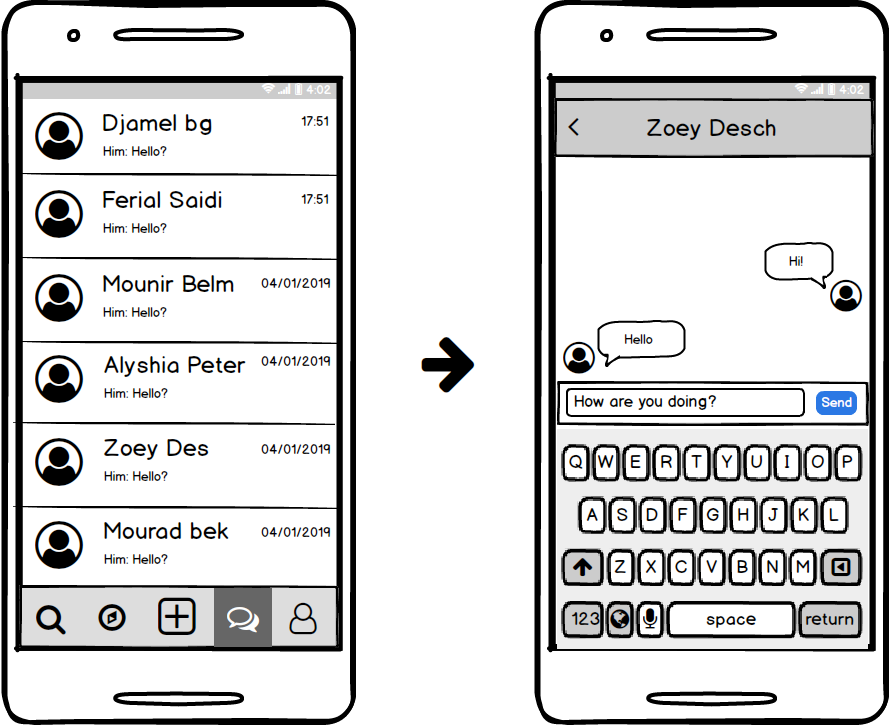 4:02
Djamel bg 17:51
Him: Hello?
Ferial Saidi 17:51
Him: Hello?
Mounir Belm 04/01/2019
Him: Hello?
Alyshia Peter 04/01/2019
Him: Hello?
Zoey Des 04/01/2019
Him: Hello?
Mourad bek 04/01/2019
Him: Hello?
4:02
Zoey Desch
Hi!
Hello
How are you doing? Send
Q W E R T Y U I O P
A S D F G H J K L
Z X C V B N M
123 space return